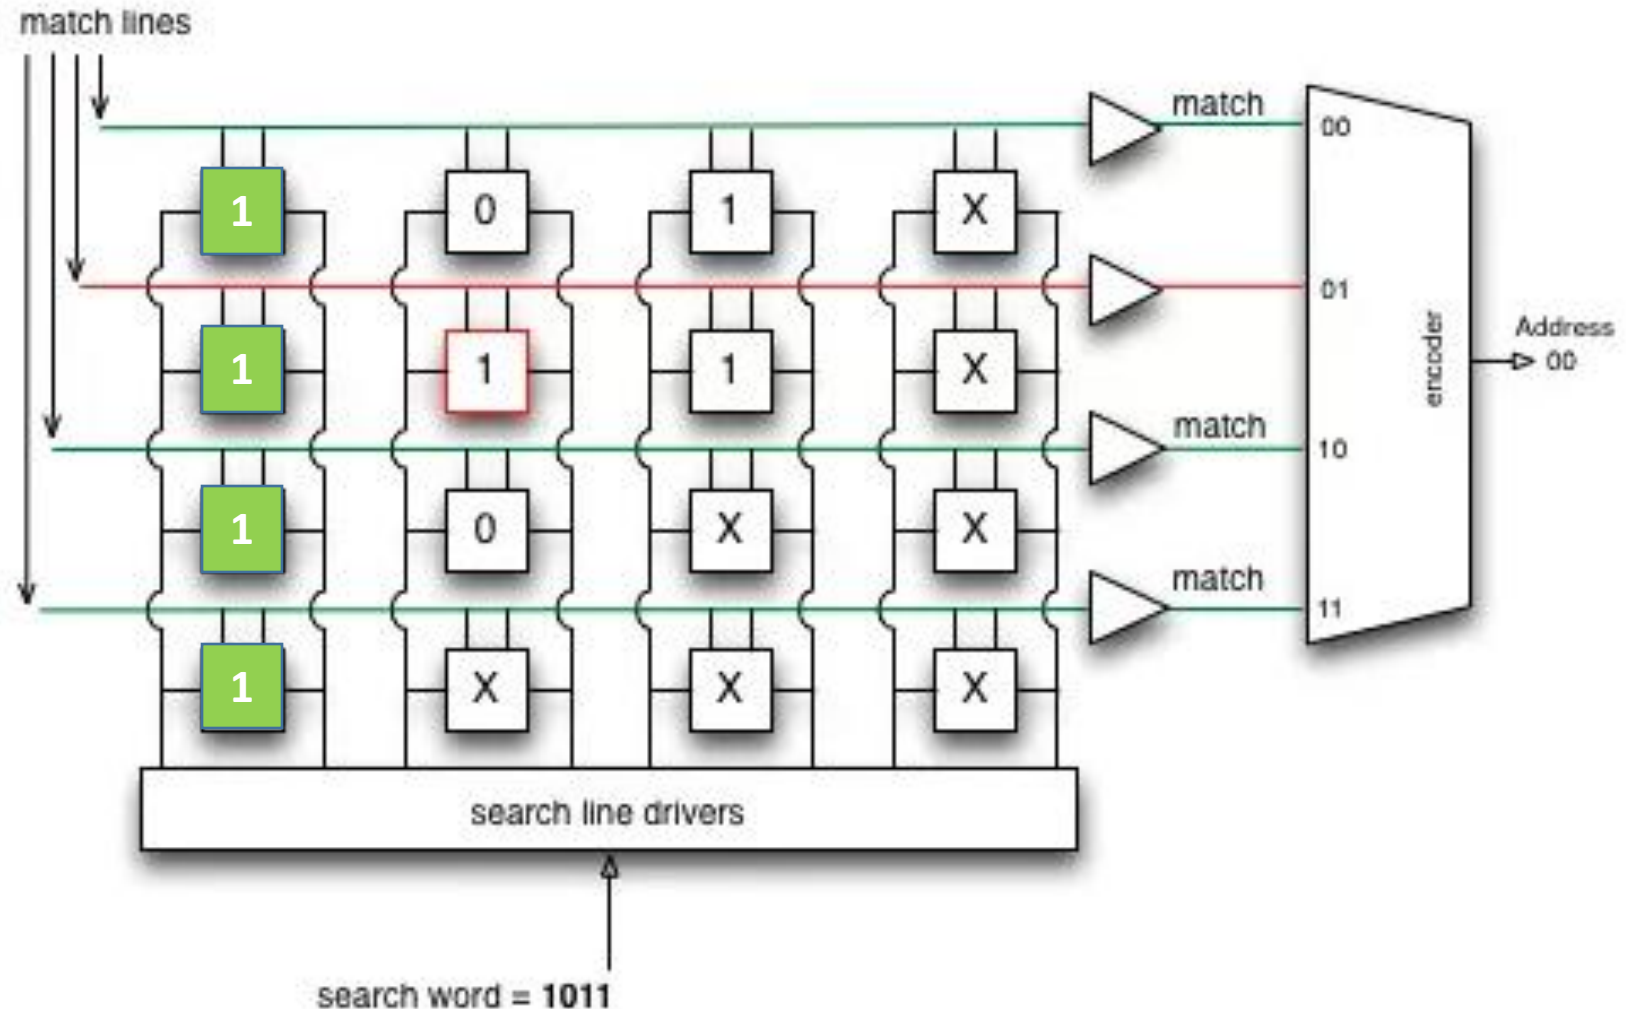 match lines
match
00
1 0 1 X
01
1 1 1 X
encoder
Address
00
match
10
1 0 X X
match
11
1 X X X
search line drivers
search word = 1011